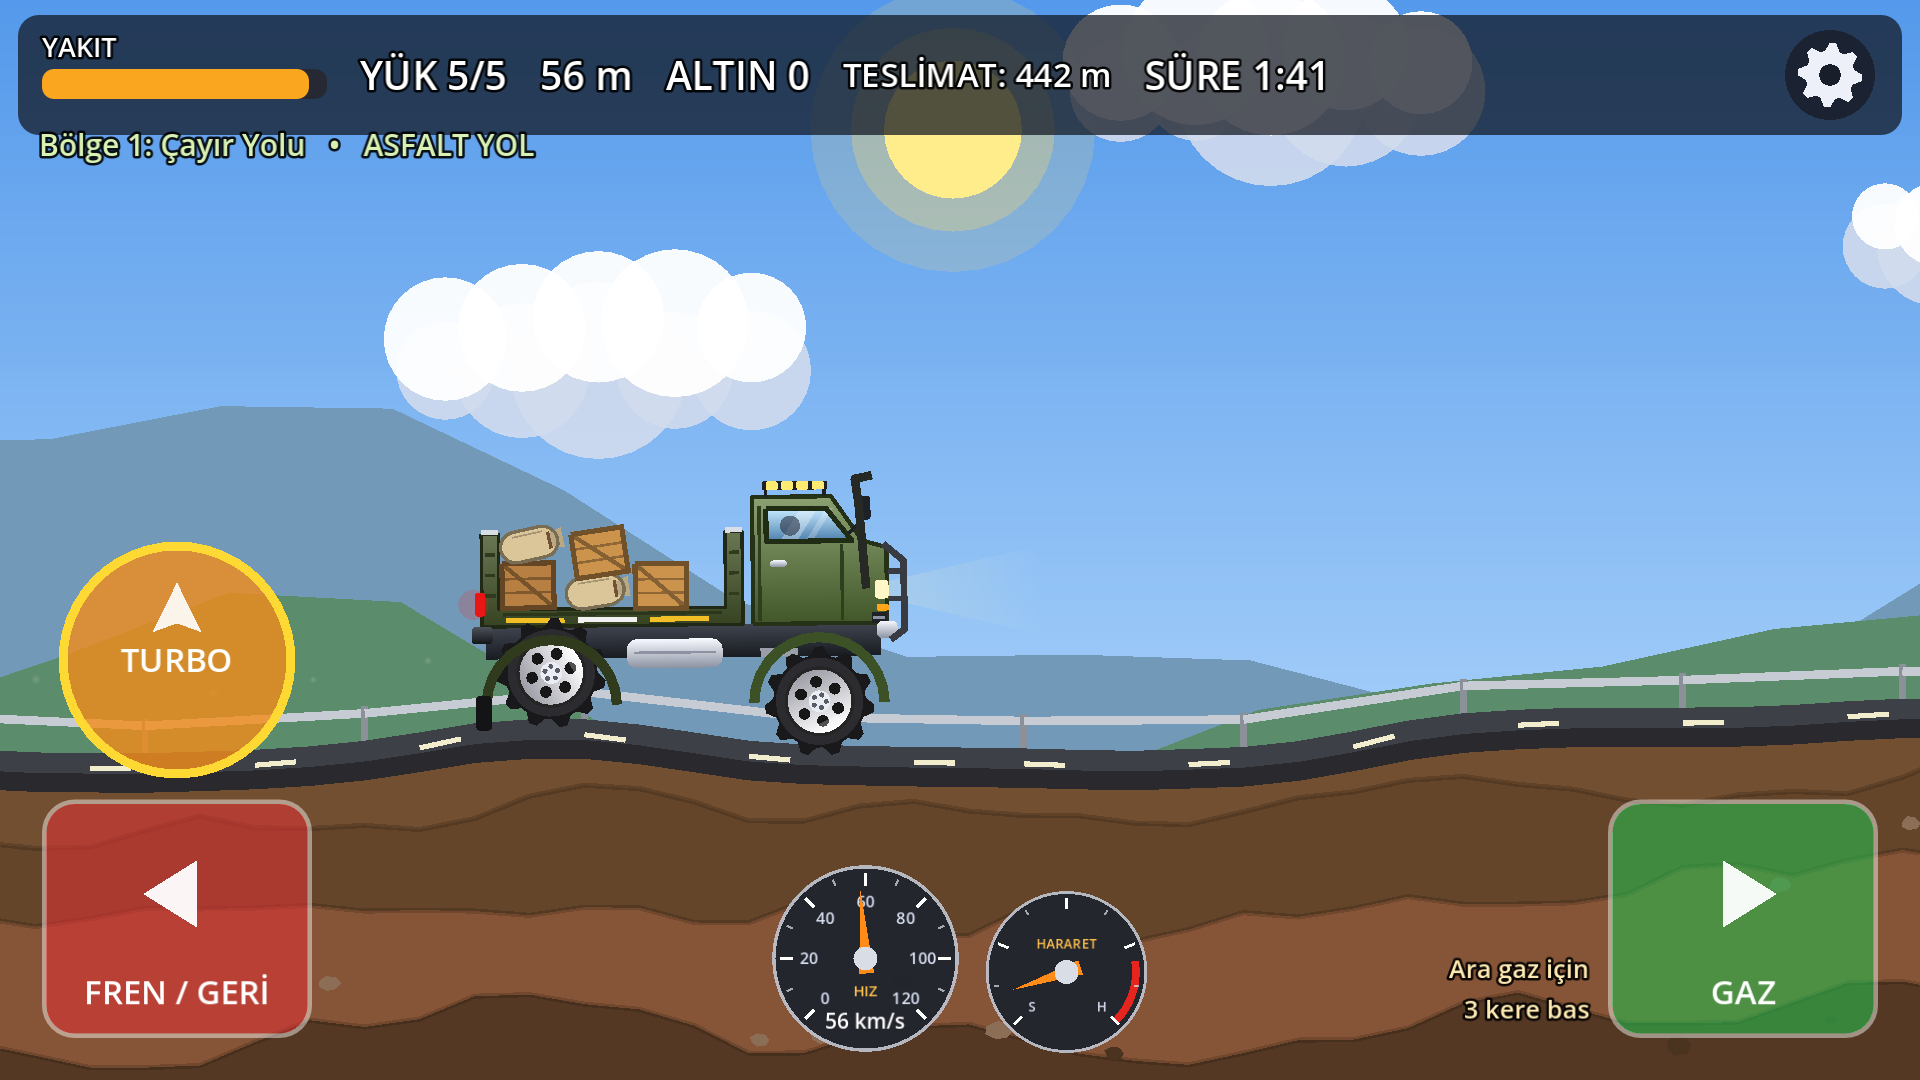 YAKIT
YÜK 5/5 56 m ALTIN 0 TESLİMAT: 442 m SÜRE 1:41
Bölge 1: Çayır Yolu • ASFALT YOL
TURBO
FREN / GERİ
0 20 40 60 80 100 120
HIZ
56 km/s
HARARET
S H
Ara gaz için
3 kere bas
GAZ